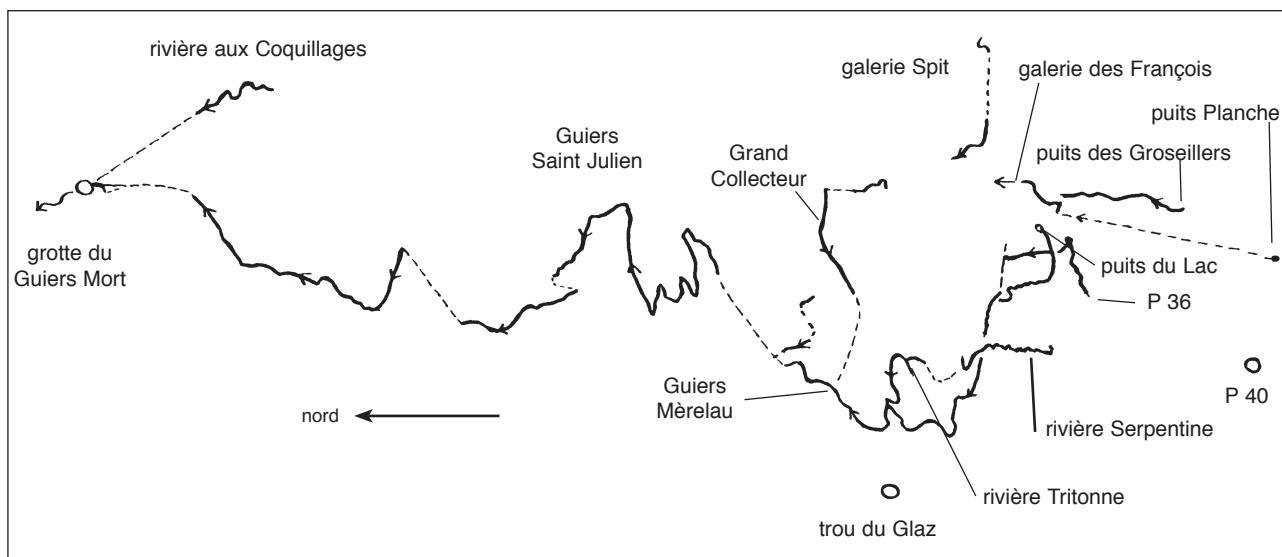 rivière aux Coquillages
galerie Spit
galerie des François
puits Planche
Guiers
Saint Julien
Grand
Collecteur
puits des Groseillers
grotte du
Guiers Mort
puits du Lac
P 36
Guiers
Mèrelau
P 40
nord
rivière Serpentine
rivière Tritonne
trou du Glaz